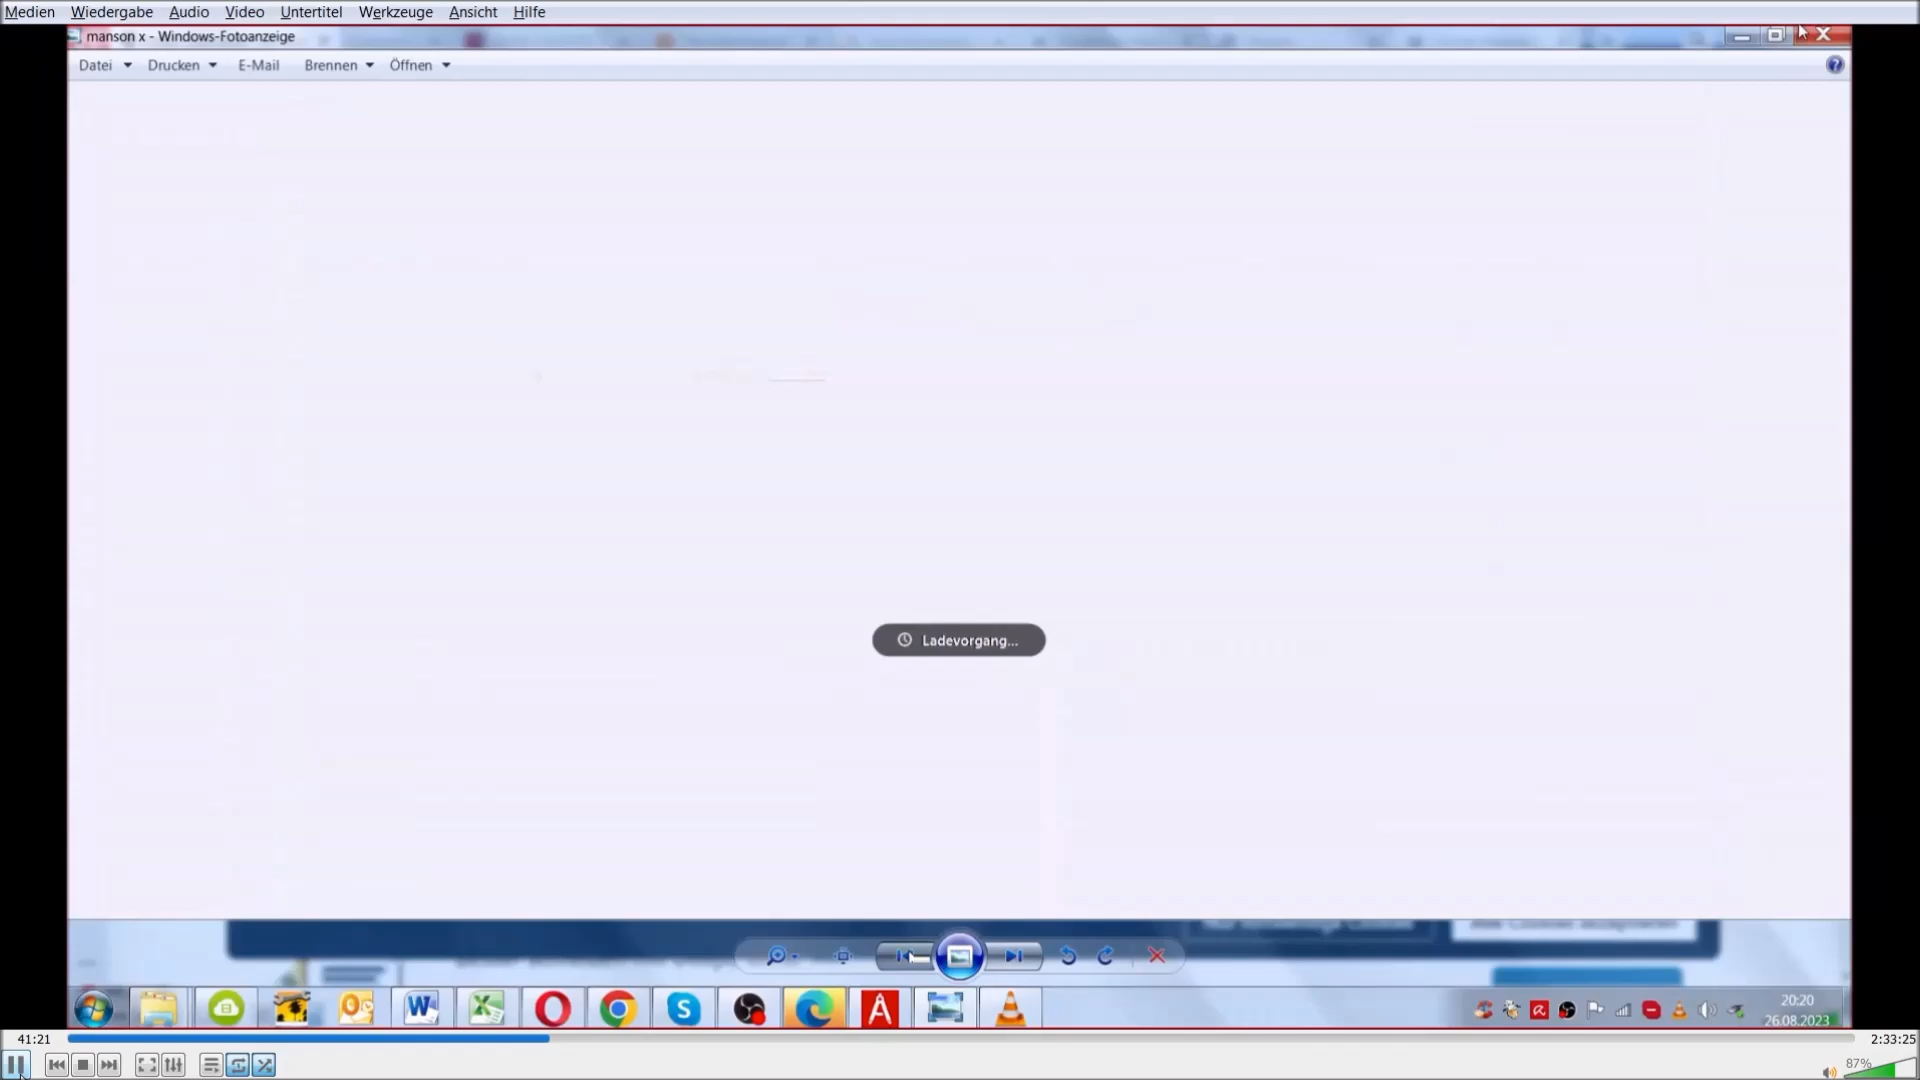 Medien Wiedergabe Audio Video Untertitel Werkzeuge Ansicht Hilfe
manson x - Windows-Fotoanzeige
Datei Drucken E-Mail Brennen Öffnen
Ladevorgang...
20:20
26.08.2023
41:21 2:33:25
87%